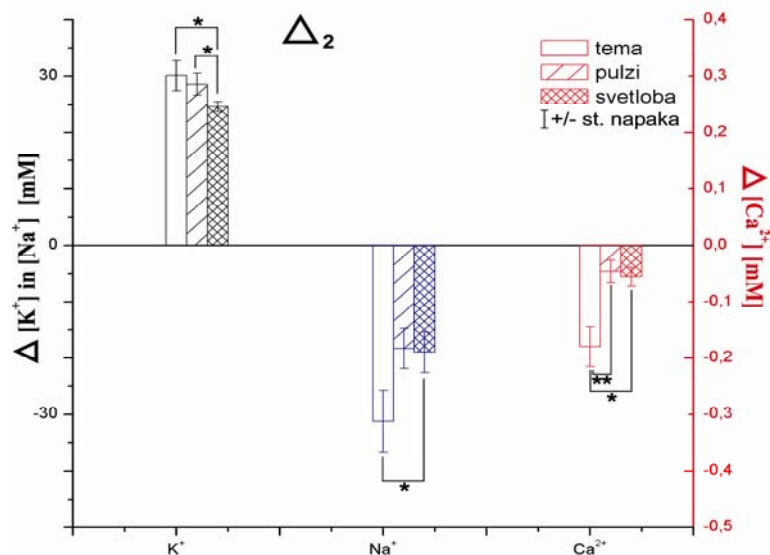 Δ₂
*
*
tema
pulzi
svetloba
+/- st. napaka
Δ [K⁺] in [Na⁺] [mM]
30
0
-30
0,4
0,3
0,2
0,1
0,0
-0,1
-0,2
-0,3
-0,4
-0,5
Δ [Ca²⁺] [mM]
*
**
*
K⁺
Na⁺
Ca²⁺